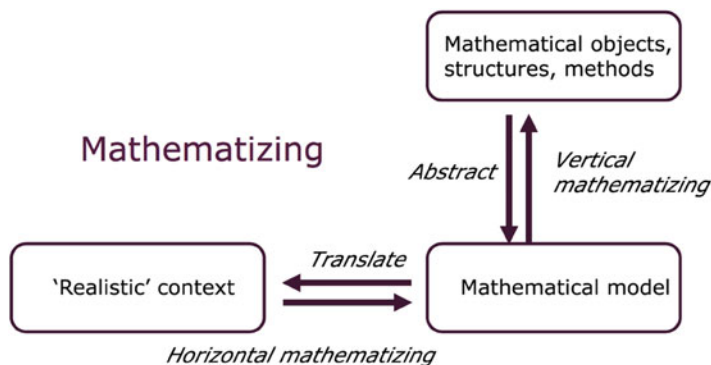 Mathematical objects,
structures, methods
Mathematizing
Abstract
Vertical
mathematizing
Translate
'Realistic' context
Mathematical model
Horizontal mathematizing